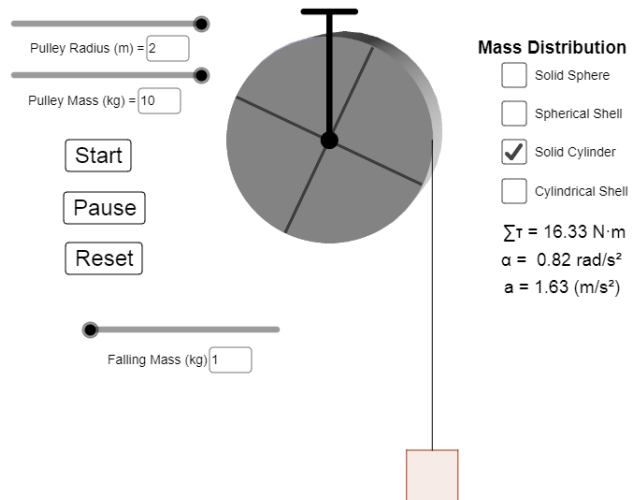 Pulley Radius (m) = 2
Pulley Mass (kg) = 10
Start
Pause
Reset
Falling Mass (kg) 1
Mass Distribution
Solid Sphere
Spherical Shell
Solid Cylinder
Cylindrical Shell
∑τ = 16.33 N·m
α = 0.82 rad/s²
a = 1.63 (m/s²)